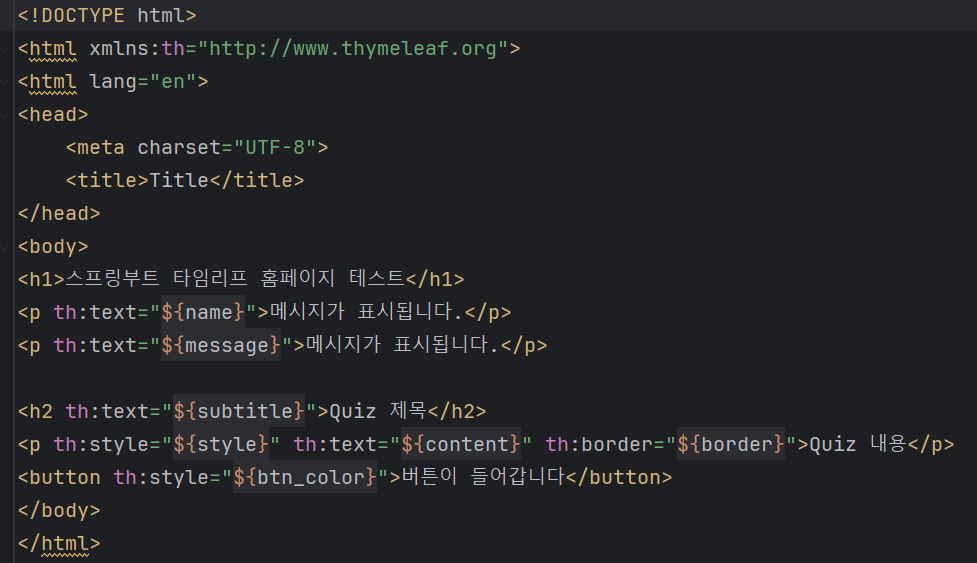 <!DOCTYPE html>
<html xmlns:th="http://www.thymeleaf.org">
<html lang="en">
<head>
    <meta charset="UTF-8">
    <title>Title</title>
</head>
<body>
<h1>스프링부트 타임리프 홈페이지 테스트</h1>
<p th:text="${name}">메시지가 표시됩니다.</p>
<p th:text="${message}">메시지가 표시됩니다.</p>

<h2 th:text="${subtitle}">Quiz 제목</h2>
<p th:style="${style}" th:text="${content}" th:border="${border}">Quiz 내용</p>
<button th:style="${btn_color}">버튼이 들어갑니다</button>
</body>
</html>